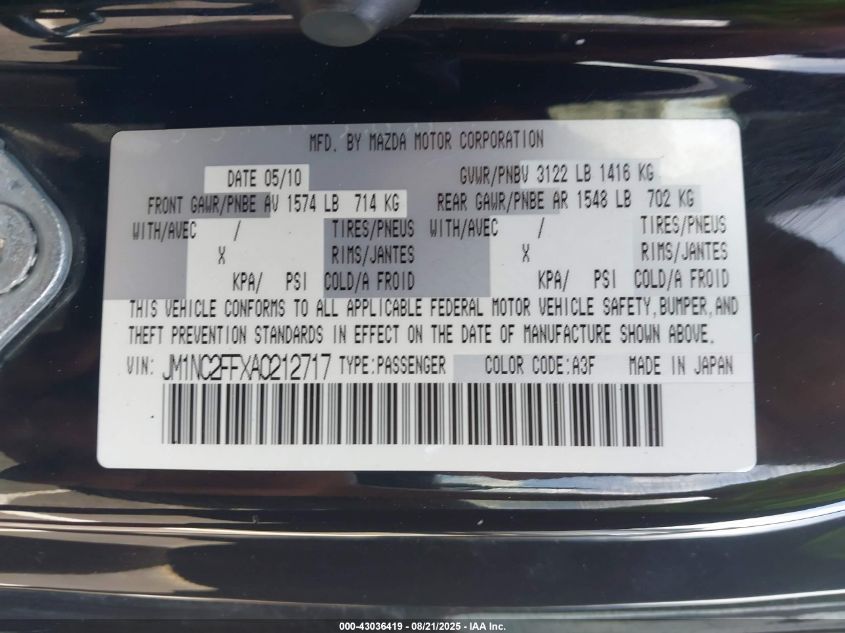 MFD. BY MAZDA MOTOR CORPORATION
DATE 05/10 GVWR/PNBV 3122 LB 1416 KG
FRONT GAWR/PNBE AV 1574 LB 714 KG REAR GAWR/PNBE AR 1548 LB 702 KG
WITH/AVEC / TIRES/PNEUS WITH/AVEC / TIRES/PNEUS
X RIMS/JANTES X RIMS/JANTES
KPA/ PSI COLD/A FROID KPA/ PSI COLD/A FROID
THIS VEHICLE CONFORMS TO ALL APPLICABLE FEDERAL MOTOR VEHICLE SAFETY, BUMPER, AND
THEFT PREVENTION STANDARDS IN EFFECT ON THE DATE OF MANUFACTURE SHOWN ABOVE.
VIN: JM1NC2FFXA0212717 TYPE:PASSENGER COLOR CODE:A3F MADE IN JAPAN
000-43036419 - 08/21/2025 - IAA Inc.